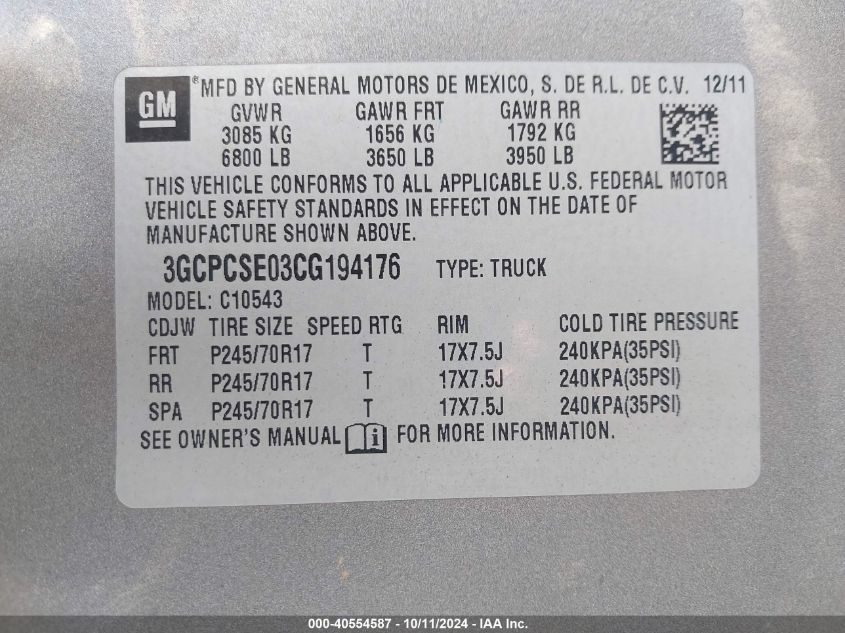 GM
®MFD BY GENERAL MOTORS DE MEXICO, S. DE R.L. DE C.V. 12/11
GVWR GAWR FRT GAWR RR
3085 KG 1656 KG 1792 KG
6800 LB 3650 LB 3950 LB
THIS VEHICLE CONFORMS TO ALL APPLICABLE U.S. FEDERAL MOTOR
VEHICLE SAFETY STANDARDS IN EFFECT ON THE DATE OF
MANUFACTURE SHOWN ABOVE.
3GCPCSE03CG194176 TYPE: TRUCK
MODEL: C10543
CDJW TIRE SIZE SPEED RTG RIM COLD TIRE PRESSURE
FRT P245/70R17 T 17X7.5J 240KPA(35PSI)
RR P245/70R17 T 17X7.5J 240KPA(35PSI)
SPA P245/70R17 T 17X7.5J 240KPA(35PSI)
SEE OWNER'S MANUAL i FOR MORE INFORMATION.
000-40554587 - 10/11/2024 - IAA Inc.